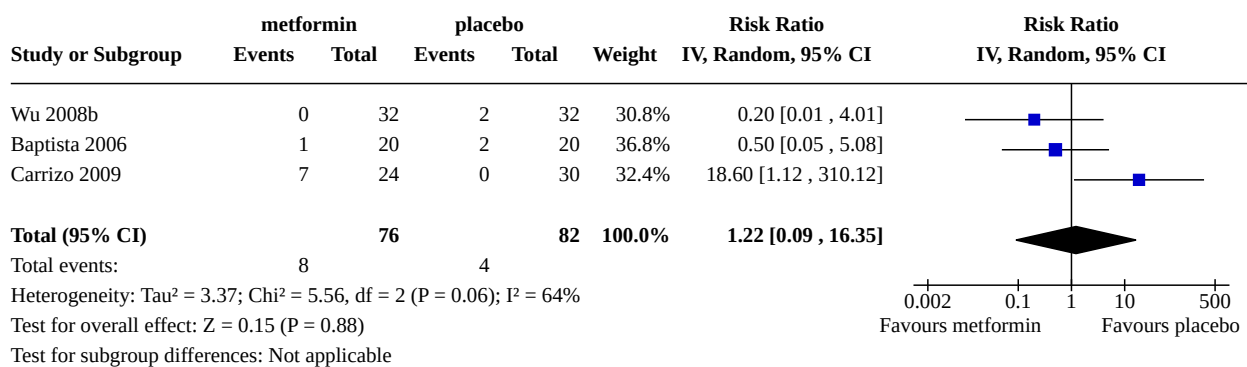 metformin placebo Risk Ratio Risk Ratio
Study or Subgroup Events Total Events Total Weight IV, Random, 95% CI IV, Random, 95% CI
Wu 2008b 0 32 2 32 30.8% 0.20 [0.01 , 4.01]
Baptista 2006 1 20 2 20 36.8% 0.50 [0.05 , 5.08]
Carrizo 2009 7 24 0 30 32.4% 18.60 [1.12 , 310.12]
Total (95% CI) 76 82 100.0% 1.22 [0.09 , 16.35]
Total events: 8 4
Heterogeneity: Tau² = 3.37; Chi² = 5.56, df = 2 (P = 0.06); I² = 64%
0.002 0.1 1 10 500
Test for overall effect: Z = 0.15 (P = 0.88)
Favours metformin Favours placebo
Test for subgroup differences: Not applicable